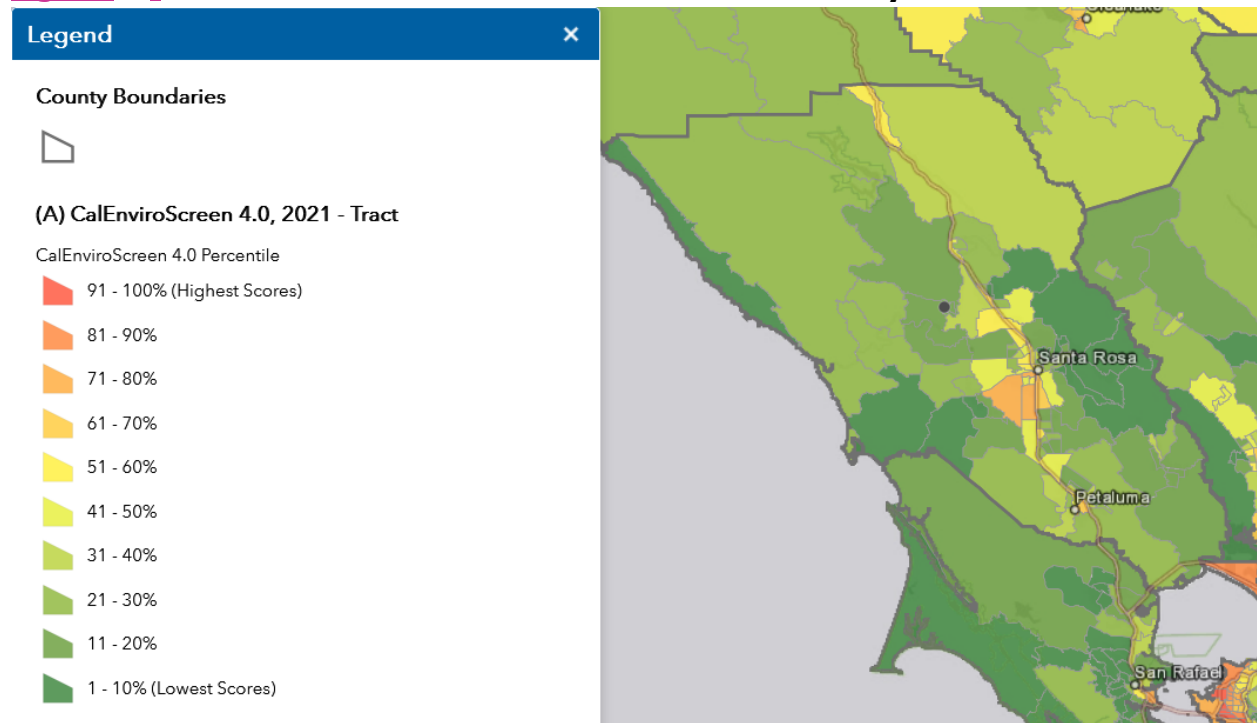 Legend
×
County Boundaries
(A) CalEnviroScreen 4.0, 2021 - Tract
CalEnviroScreen 4.0 Percentile
91 - 100% (Highest Scores)
81 - 90%
71 - 80%
61 - 70%
51 - 60%
41 - 50%
31 - 40%
21 - 30%
11 - 20%
1 - 10% (Lowest Scores)
Santa Rosa
Petaluma
San Rafael